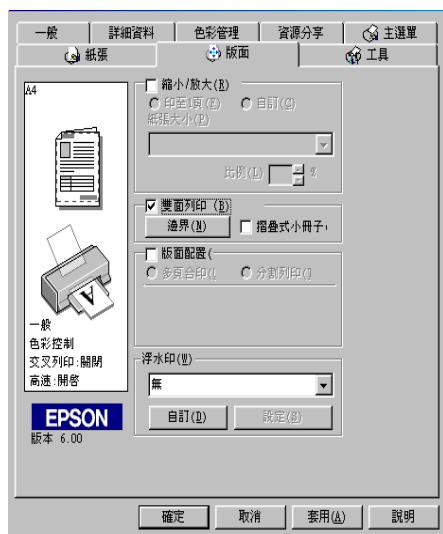 一般 詳細資料 色彩管理 資源分享 主選單
紙張 版面 工具
A4
縮小/放大(R)
印至1頁(F) 自訂(C)
紙張大小(P)
比例(L) %
雙面列印 (B)
邊界(N) 摺疊式小冊子
版面配置(
多頁合印( 分割列印(
A
一般
色彩控制
交叉列印:關閉
高速:開啓
浮水印(W)
無
自訂(D) 設定(S)
EPSON
版本 6.00
確定 取消 套用(A) 說明